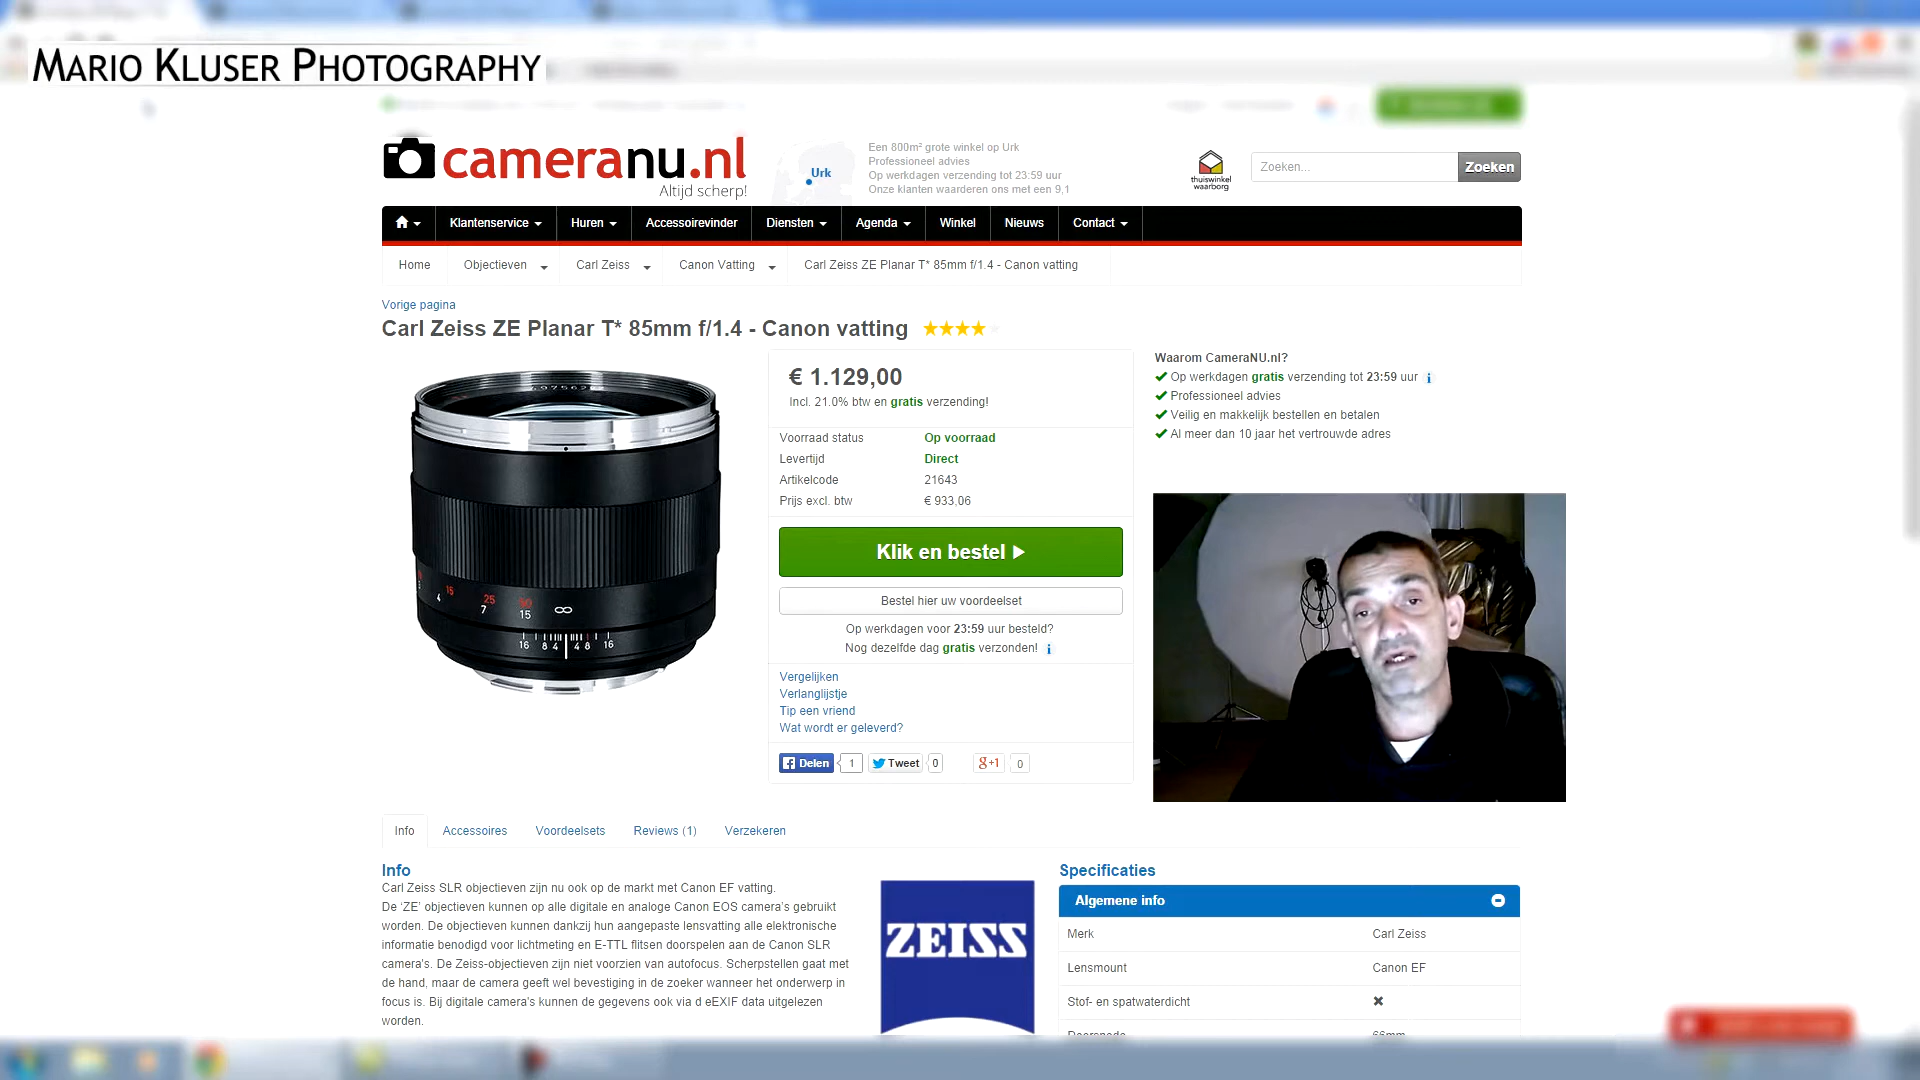 MARIO KLUSER PHOTOGRAPHY
cameranu.nl
Altijd scherp!
Urk
Een 800m² grote winkel op Urk
Professioneel advies
Op werkdagen verzending tot 23:59 uur
Onze klanten waarderen ons met een 9,1
thuiswinkel
waarborg
Zoeken...
Zoeken
Klantenservice
Huren
Accessoirevinder
Diensten
Agenda
Winkel
Nieuws
Contact
Home
Objectieven
Carl Zeiss
Canon Vatting
Carl Zeiss ZE Planar T* 85mm f/1.4 - Canon vatting
Vorige pagina
Carl Zeiss ZE Planar T* 85mm f/1.4 - Canon vatting
€ 1.129,00
Incl. 21.0% btw en gratis verzending!
Voorraad status Op voorraad
Levertijd Direct
Artikelcode 21643
Prijs excl. btw € 933,06
Klik en bestel
Bestel hier uw voordeelset
Op werkdagen voor 23:59 uur besteld?
Nog dezelfde dag gratis verzonden!
Vergelijken
Verlanglijstje
Tip een vriend
Wat wordt er geleverd?
Delen 1 Tweet 0 g+1 0
Waarom CameraNU.nl?
Op werkdagen gratis verzending tot 23:59 uur
Professioneel advies
Veilig en makkelijk bestellen en betalen
Al meer dan 10 jaar het vertrouwde adres
15 25 50
4 7 15 ∞
16 8 4 4 8 16
Info
Accessoires
Voordeelsets
Reviews (1)
Verzekeren
Info
Carl Zeiss SLR objectieven zijn nu ook op de markt met Canon EF vatting.
De ‘ZE’ objectieven kunnen op alle digitale en analoge Canon EOS camera’s gebruikt
worden. De objectieven kunnen dankzij hun aangepaste lensvatting alle elektronische
informatie benodigd voor lichtmeting en E-TTL flitsen doorspelen aan de Canon SLR
camera’s. De Zeiss-objectieven zijn niet voorzien van autofocus. Scherpstellen gaat met
de hand, maar de camera geeft wel bevestiging in de zoeker wanneer het onderwerp in
focus is. Bij digitale camera's kunnen de gegevens ook via d eEXIF data uitgelezen
worden.
ZEISS
Specificaties
Algemene info
Merk Carl Zeiss
Lensmount Canon EF
Stof- en spatwaterdicht